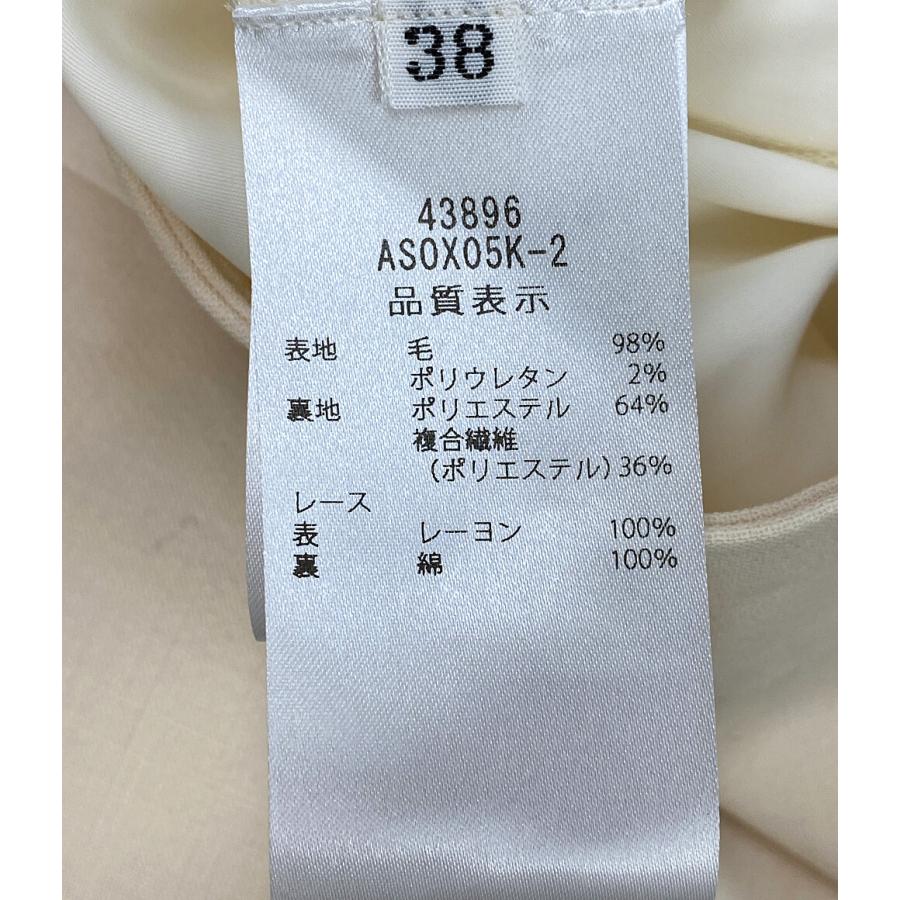 38
43896
ASOX05K-2
品質表示
表地 毛 98%
ポリウレタン 2%
裏地 ポリエステル 64%
複合繊維
(ポリエステル) 36%
レース
表 レーヨン 100%
裏 綿 100%